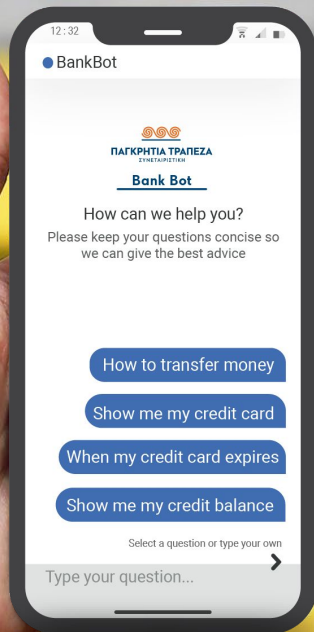 12:32
BankBot
ΠΑΓΚΡΗΤΙΑ ΤΡΑΠΕΖΑ
ΣΥΝΕΤΑΙΡΙΣΤΙΚΗ
Bank Bot
How can we help you?
Please keep your questions concise so
we can give the best advice
How to transfer money
Show me my credit card
When my credit card expires
Show me my credit balance
Select a question or type your own
Type your question...